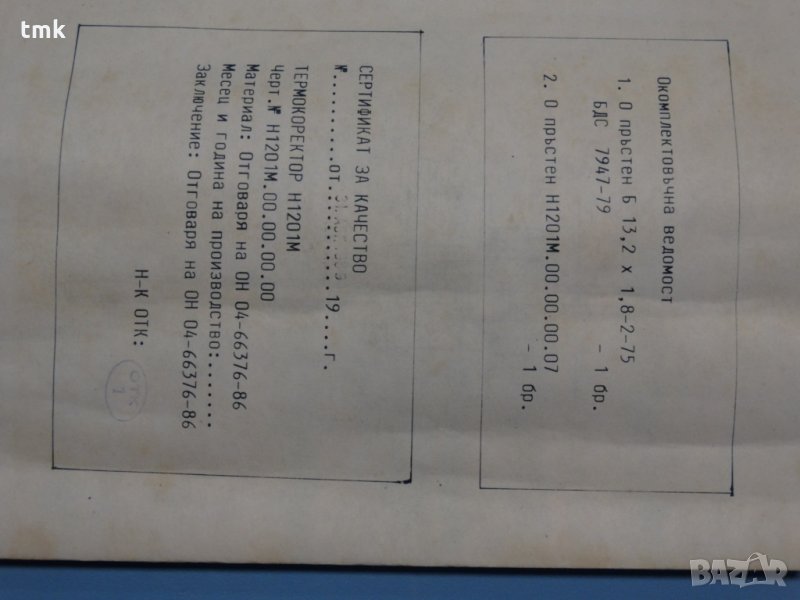 tmk
Окомплектовъчна ведомост
1. О пръстен Б 13,2 x 1,8-2-75
БДС 7947-79 - 1 бр.
2. О пръстен Н1201М.00.00.00.07
- 1 бр.
СЕРТИФИКАТ ЗА КАЧЕСТВО
№..........от..............19....г.
ТЕРМОКОРЕКТОР Н1201М
Черт.№ Н1201М.00.00.00.00
Материал: Отговаря на ОН 04-66376-86
Месец и година на производство:.......
Заключение: Отговаря на ОН 04-66376-86
Н-К ОТК:
ОТК
1
BAZAR